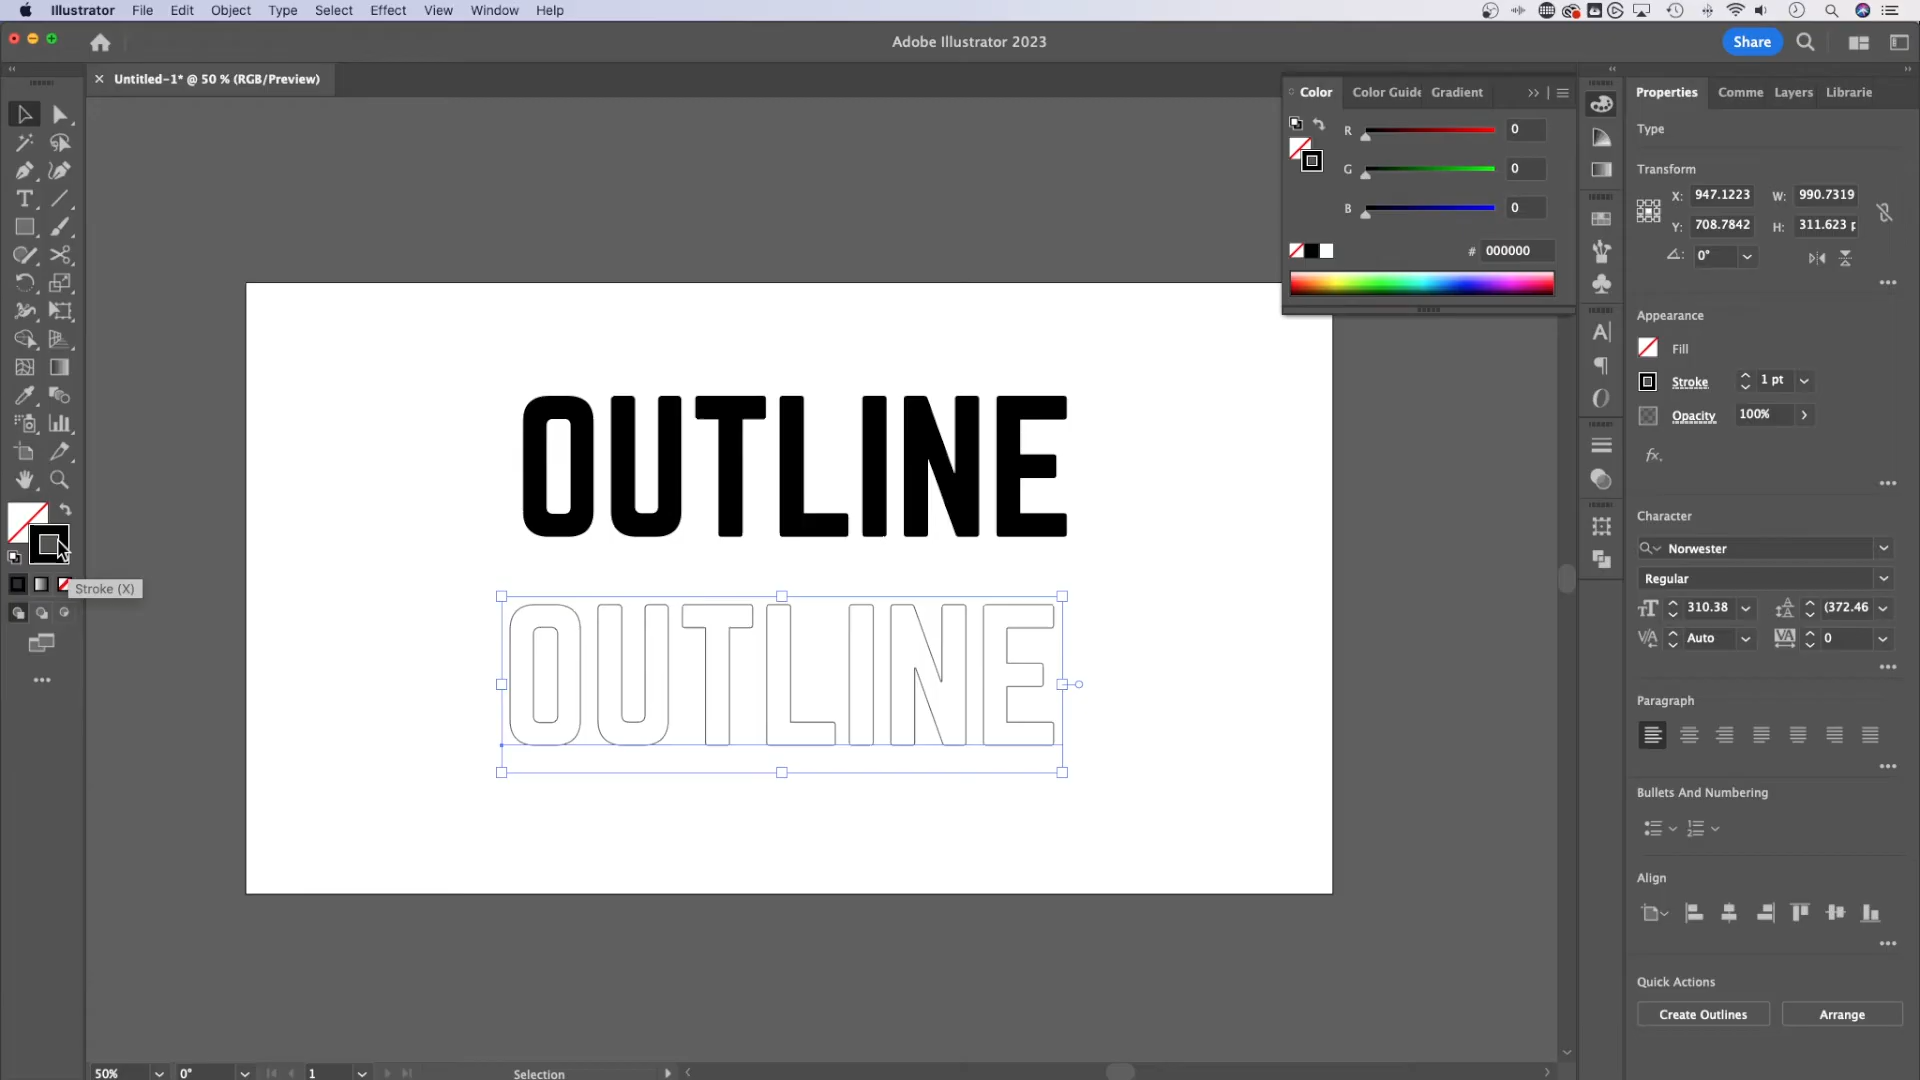 Illustrator File Edit Object Type Select Effect View Window Help
Adobe Illustrator 2023
Share
× Untitled-1* @ 50 % (RGB/Preview)
Color Color Guide Gradient
R 0
G 0
B 0
# 000000
Properties Comme Layers Librarie
Type
Transform
X: 947.1223 W: 990.7319
Y: 708.7842 H: 311.623 p
0°
Appearance
Fill
Stroke 1 pt
Opacity 100%
fx.
Character
Norwester
Regular
310.38 (372.46
Auto 0
Paragraph
Bullets And Numbering
Align
Quick Actions
Create Outlines Arrange
OUTLINE
OUTLINE
Stroke (X)
50% 0° 1 Selection